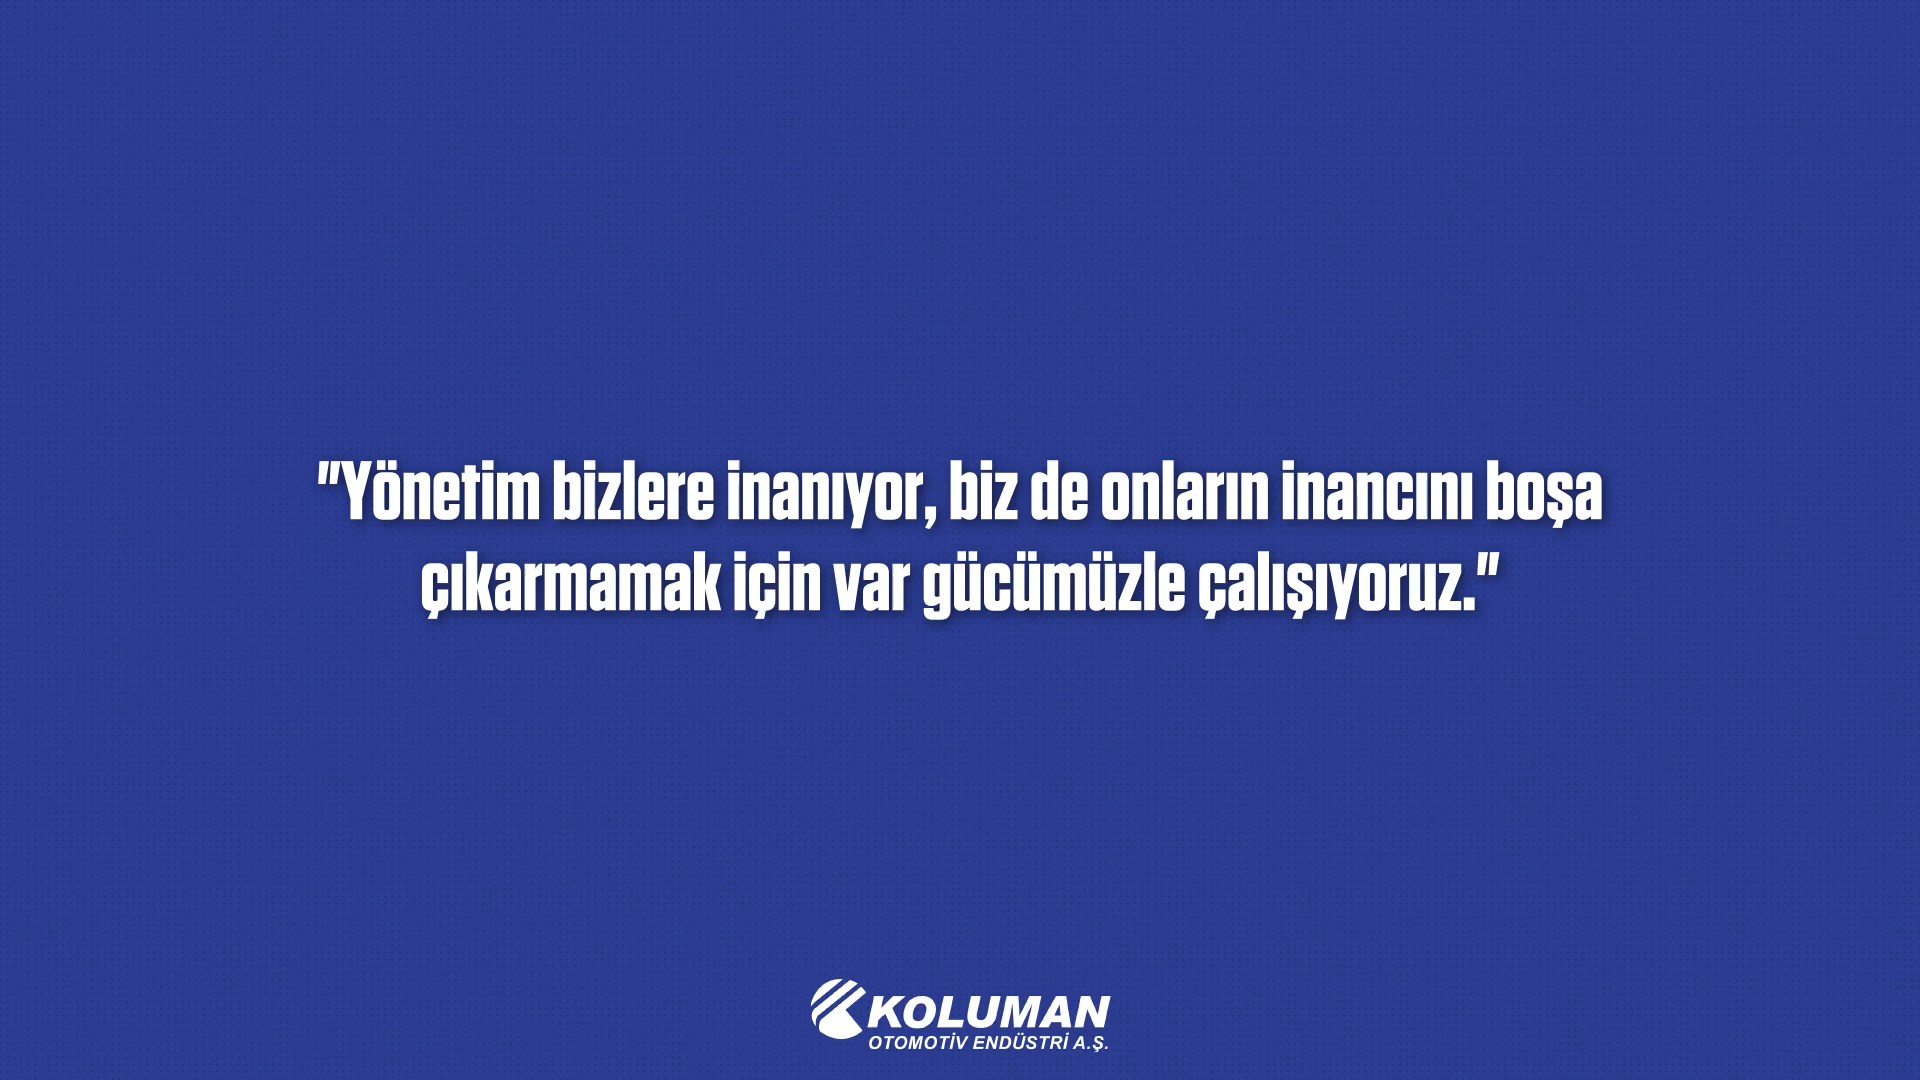 "Yönetim bizlere inanıyor, biz de onların inancını boşa
çıkarmamak için var gücümüzle çalışıyoruz."
KOLUMAN
OTOMOTİV ENDÜSTRİ A.Ş.